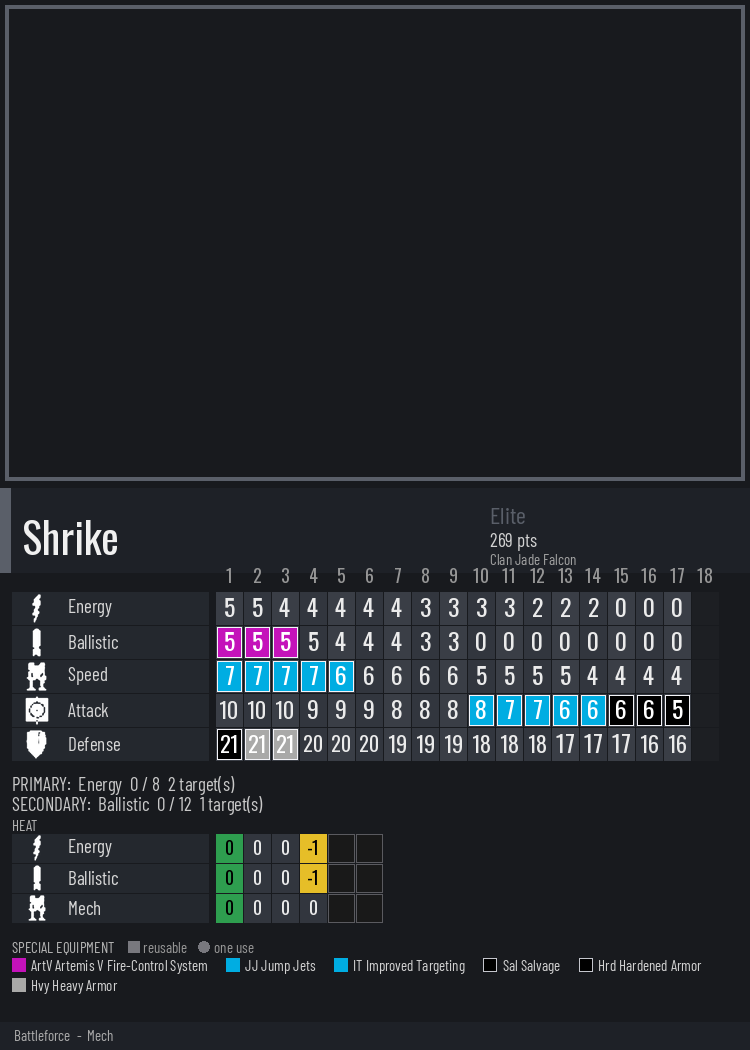 Shrike
Elite
269 pts
Clan Jade Falcon
1 2 3 4 5 6 7 8 9 10 11 12 13 14 15 16 17 18
Energy 5 5 4 4 4 4 4 3 3 3 3 2 2 2 0 0 0
Ballistic 5 5 5 5 4 4 4 3 3 0 0 0 0 0 0 0 0
Speed 7 7 7 7 6 6 6 6 6 5 5 5 5 4 4 4 4
Attack 10 10 10 9 9 9 8 8 8 8 7 7 6 6 6 6 5
Defense 21 21 21 20 20 20 19 19 19 18 18 18 17 17 17 16 16
PRIMARY: Energy 0 / 8 2 target(s)
SECONDARY: Ballistic 0 / 12 1 target(s)
HEAT
Energy 0 0 0 -1
Ballistic 0 0 0 -1
Mech 0 0 0 0
SPECIAL EQUIPMENT reusable one use
ArtV Artemis V Fire-Control System JJ Jump Jets IT Improved Targeting Sal Salvage Hrd Hardened Armor
Hvy Heavy Armor
Battleforce - Mech